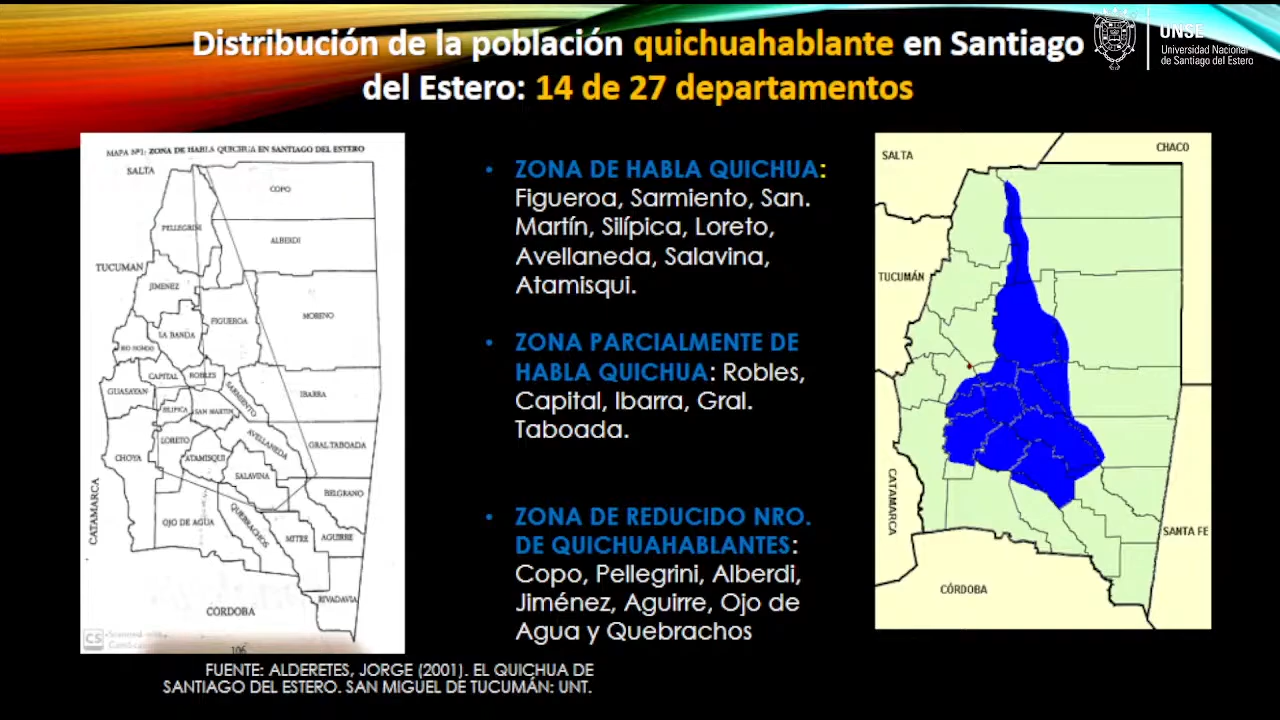 Distribución de la población quichuahablante en Santiago
del Estero: 14 de 27 departamentos
UNSE
Universidad Nacional
de Santiago del Estero
MAPA Nº1: ZONA DE HABLA QUICHUA EN SANTIAGO DEL ESTERO
SALTA
COPO
PELLEGRINI
ALBERDI
TUCUMAN
JIMENEZ
MORENO
FIGUEROA
LA BANDA
RIO HONDO
CAPITAL
ROBLES
GUASAYAN
SARMIENTO
IBARRA
SILIPICA
SAN MARTIN
LORETO
AVELLANEDA
GRAL.TABOADA
CHOYA
ATAMISQUI
SALAVINA
BELGRANO
CATAMARCA
OJO DE AGUA
QUEBRACHOS
MITRE
AGUIRRE
RIVADAVIA
CORDOBA
CS
106
• ZONA DE HABLA QUICHUA:
Figueroa, Sarmiento, San.
Martín, Silípica, Loreto,
Avellaneda, Salavina,
Atamisqui.
• ZONA PARCIALMENTE DE
HABLA QUICHUA: Robles,
Capital, Ibarra, Gral.
Taboada.
• ZONA DE REDUCIDO NRO.
DE QUICHUAHABLANTES:
Copo, Pellegrini, Alberdi,
Jiménez, Aguirre, Ojo de
Agua y Quebrachos
SALTA
CHACO
TUCUMÁN
CATAMARCA
SANTA FE
CÓRDOBA
FUENTE: ALDERETES, JORGE (2001). EL QUICHUA DE
SANTIAGO DEL ESTERO. SAN MIGUEL DE TUCUMÁN: UNT.